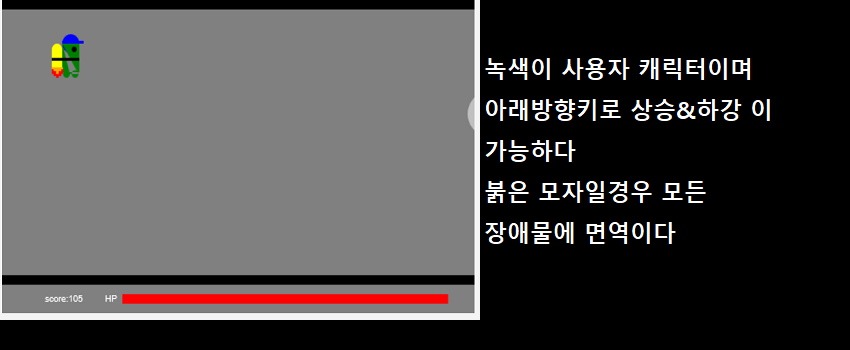 녹색이 사용자 캐릭터이며
아래방향키로 상승&하강 이
가능하다
붉은 모자일경우 모든
장애물에 면역이다
score:105 HP